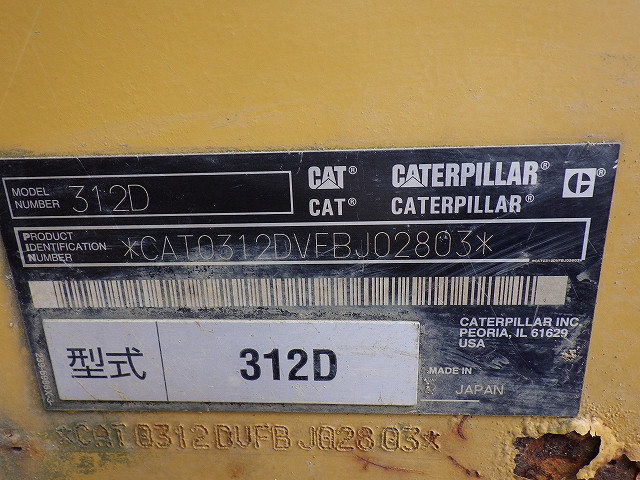 MODEL NUMBER 312D
CAT® CATERPILLAR®
CAT® CATERPILLAR®
PRODUCT IDENTIFICATION NUMBER *CAT0312DVFBJ02803*
*CAT0312DVFBJ02803*
CATERPILLAR INC.
PEORIA, IL 61629
USA
型式 312D
MADE IN JAPAN
*CAT0312DVFBJ02803*